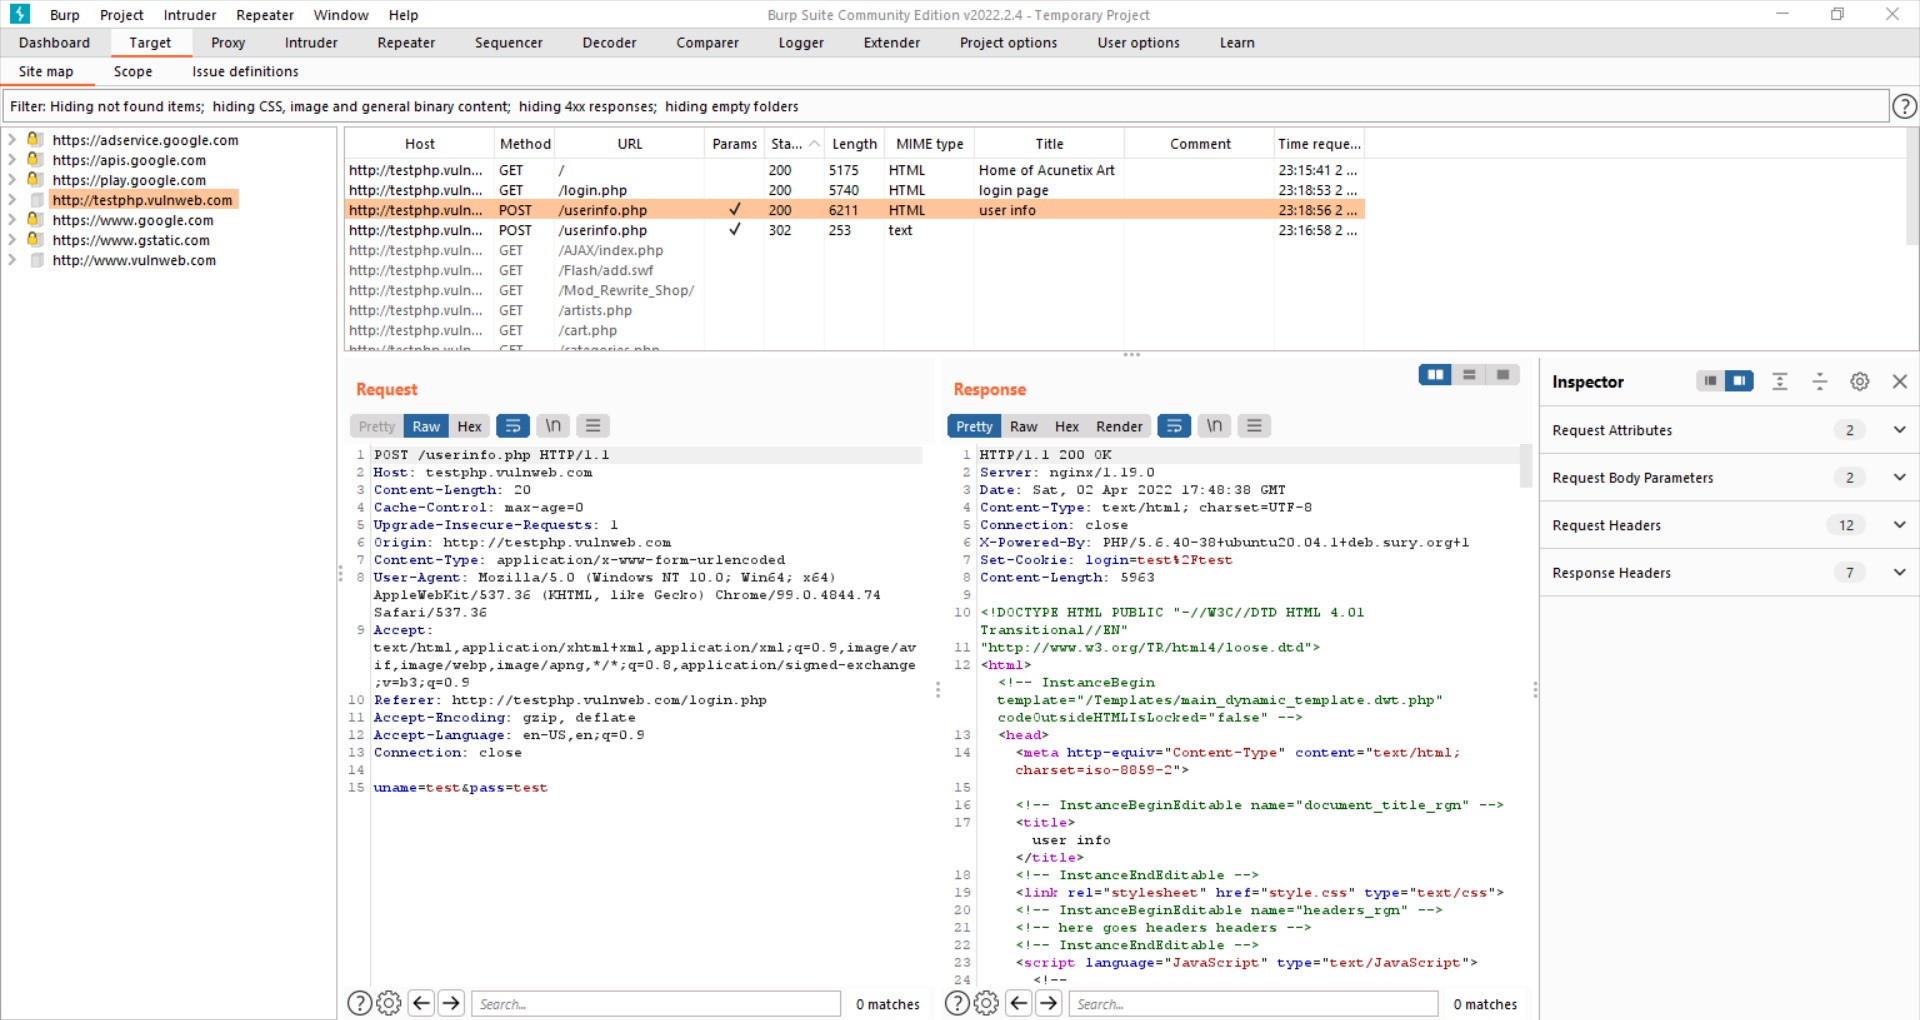 Burp Project Intruder Repeater Window Help Burp Suite Community Edition v2022.2.4 - Temporary Project
Dashboard Target Proxy Intruder Repeater Sequencer Decoder Comparer Logger Extender Project options User options Learn
Site map Scope Issue definitions
Filter: Hiding not found items; hiding CSS, image and general binary content; hiding 4xx responses; hiding empty folders ?
https://adservice.google.com
https://apis.google.com
https://play.google.com
http://testphp.vulnweb.com
https://www.google.com
https://www.gstatic.com
http://www.vulnweb.com
Host Method URL Params Sta... Length MIME type Title Comment Time reque...
http://testphp.vuln... GET / 200 5175 HTML Home of Acunetix Art 23:15:41 2 ...
http://testphp.vuln... GET /login.php 200 5740 HTML login page 23:18:53 2 ...
http://testphp.vuln... POST /userinfo.php ✓ 200 6211 HTML user info 23:18:56 2 ...
http://testphp.vuln... POST /userinfo.php ✓ 302 253 text 23:16:58 2 ...
http://testphp.vuln... GET /AJAX/index.php
http://testphp.vuln... GET /Flash/add.swf
http://testphp.vuln... GET /Mod_Rewrite_Shop/
http://testphp.vuln... GET /artists.php
http://testphp.vuln... GET /cart.php
http://testphp.vuln... GET /categories.php
Request
Pretty Raw Hex \n
1 POST /userinfo.php HTTP/1.1
2 Host: testphp.vulnweb.com
3 Content-Length: 20
4 Cache-Control: max-age=0
5 Upgrade-Insecure-Requests: 1
6 Origin: http://testphp.vulnweb.com
7 Content-Type: application/x-www-form-urlencoded
8 User-Agent: Mozilla/5.0 (Windows NT 10.0; Win64; x64)
AppleWebKit/537.36 (KHTML, like Gecko) Chrome/99.0.4844.74
Safari/537.36
9 Accept:
text/html,application/xhtml+xml,application/xml;q=0.9,image/av
if,image/webp,image/apng,*/*;q=0.8,application/signed-exchange
;v=b3;q=0.9
10 Referer: http://testphp.vulnweb.com/login.php
11 Accept-Encoding: gzip, deflate
12 Accept-Language: en-US,en;q=0.9
13 Connection: close
14
15 uname=test&pass=test
? Search... 0 matches
Response
Pretty Raw Hex Render \n
1 HTTP/1.1 200 OK
2 Server: nginx/1.19.0
3 Date: Sat, 02 Apr 2022 17:48:38 GMT
4 Content-Type: text/html; charset=UTF-8
5 Connection: close
6 X-Powered-By: PHP/5.6.40-38+ubuntu20.04.1+deb.sury.org+1
7 Set-Cookie: login=test%2Ftest
8 Content-Length: 5963
9
10 <!DOCTYPE HTML PUBLIC "-//W3C//DTD HTML 4.01
Transitional//EN"
11 "http://www.w3.org/TR/html4/loose.dtd">
12 <html>
<!-- InstanceBegin
template="/Templates/main_dynamic_template.dwt.php"
codeOutsideHTMLIsLocked="false" -->
13 <head>
14 <meta http-equiv="Content-Type" content="text/html;
charset=iso-8859-2">
15
16 <!-- InstanceBeginEditable name="document_title_rgn" -->
17 <title>
user info
</title>
18 <!-- InstanceEndEditable -->
19 <link rel="stylesheet" href="style.css" type="text/css">
20 <!-- InstanceBeginEditable name="headers_rgn" -->
21 <!-- here goes headers headers -->
22 <!-- InstanceEndEditable -->
23 <script language="JavaScript" type="text/JavaScript">
24 <!--
? Search... 0 matches
Inspector
Request Attributes 2
Request Body Parameters 2
Request Headers 12
Response Headers 7